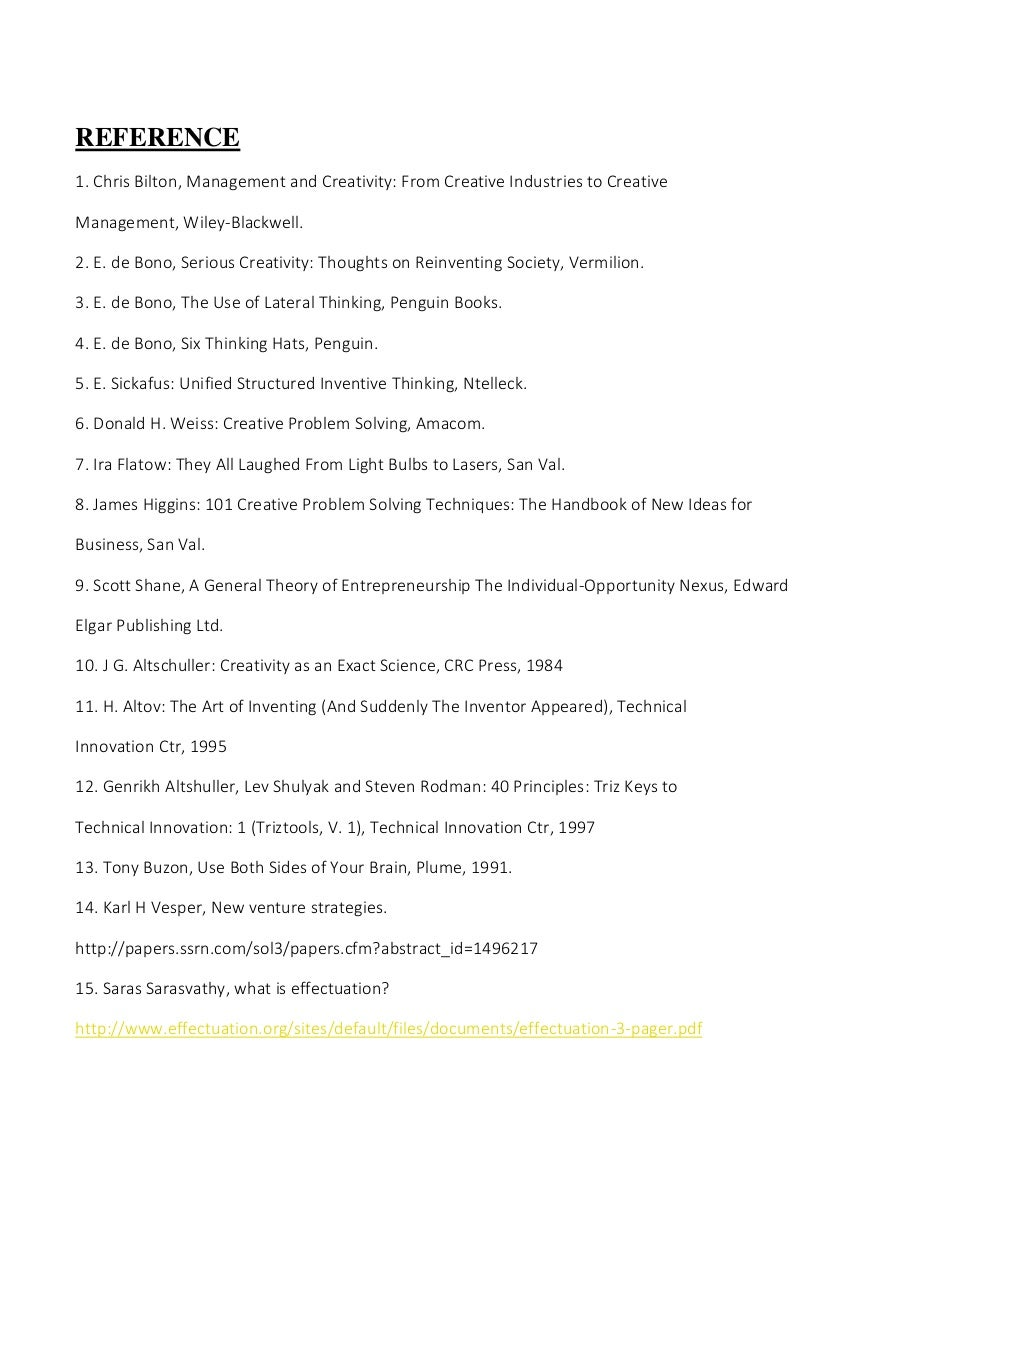 REFERENCE
1. Chris Bilton, Management and Creativity: From Creative Industries to Creative
Management, Wiley-Blackwell.
2. E. de Bono, Serious Creativity: Thoughts on Reinventing Society, Vermilion.
3. E. de Bono, The Use of Lateral Thinking, Penguin Books.
4. E. de Bono, Six Thinking Hats, Penguin.
5. E. Sickafus: Unified Structured Inventive Thinking, Ntelleck.
6. Donald H. Weiss: Creative Problem Solving, Amacom.
7. Ira Flatow: They All Laughed From Light Bulbs to Lasers, San Val.
8. James Higgins: 101 Creative Problem Solving Techniques: The Handbook of New Ideas for
Business, San Val.
9. Scott Shane, A General Theory of Entrepreneurship The Individual-Opportunity Nexus, Edward
Elgar Publishing Ltd.
10. J G. Altschuller: Creativity as an Exact Science, CRC Press, 1984
11. H. Altov: The Art of Inventing (And Suddenly The Inventor Appeared), Technical
Innovation Ctr, 1995
12. Genrikh Altshuller, Lev Shulyak and Steven Rodman: 40 Principles: Triz Keys to
Technical Innovation: 1 (Triztools, V. 1), Technical Innovation Ctr, 1997
13. Tony Buzon, Use Both Sides of Your Brain, Plume, 1991.
14. Karl H Vesper, New venture strategies.
http://papers.ssrn.com/sol3/papers.cfm?abstract_id=1496217
15. Saras Sarasvathy, what is effectuation?
http://www.effectuation.org/sites/default/files/documents/effectuation-3-pager.pdf